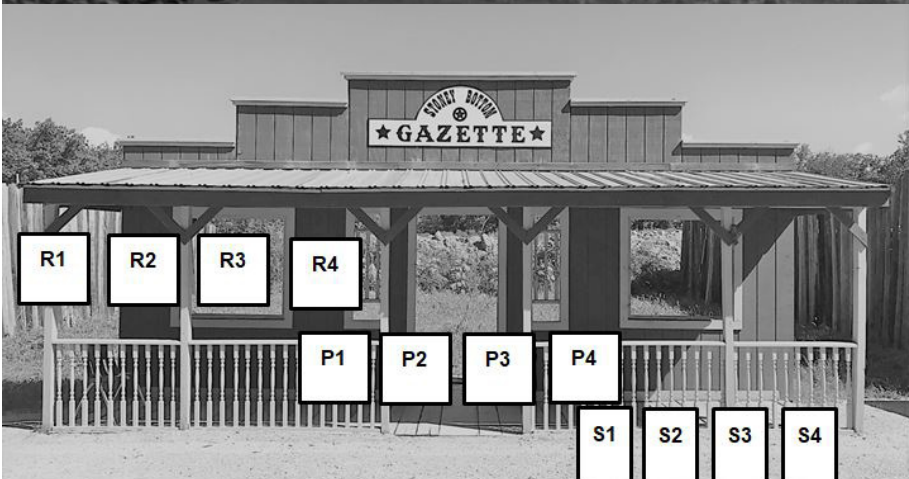 STONEY BOTTOM
★GAZETTE★
R1 R2 R3 R4
P1 P2 P3 P4
S1 S2 S3 S4